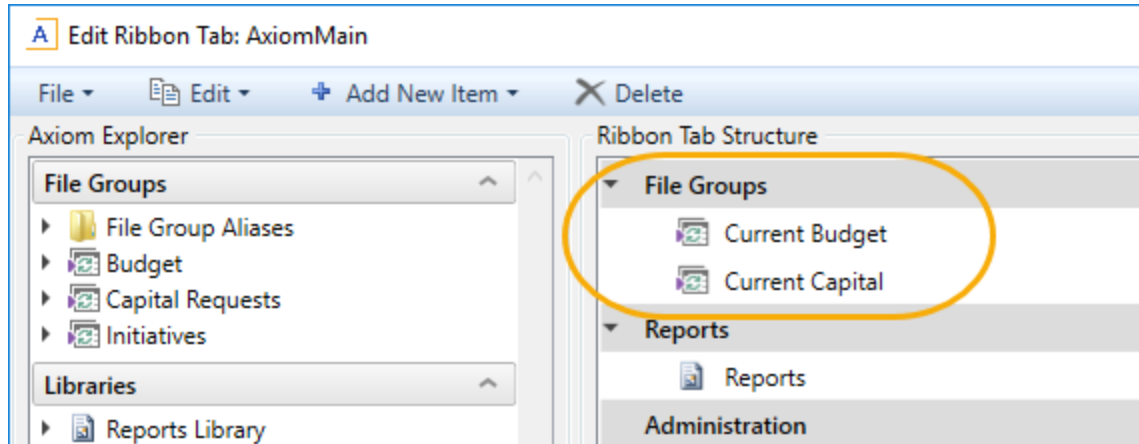 A Edit Ribbon Tab: AxiomMain
File Edit Add New Item Delete
Axiom Explorer
File Groups
File Group Aliases
Budget
Capital Requests
Initiatives
Libraries
Reports Library
Ribbon Tab Structure
File Groups
Current Budget
Current Capital
Reports
Reports
Administration